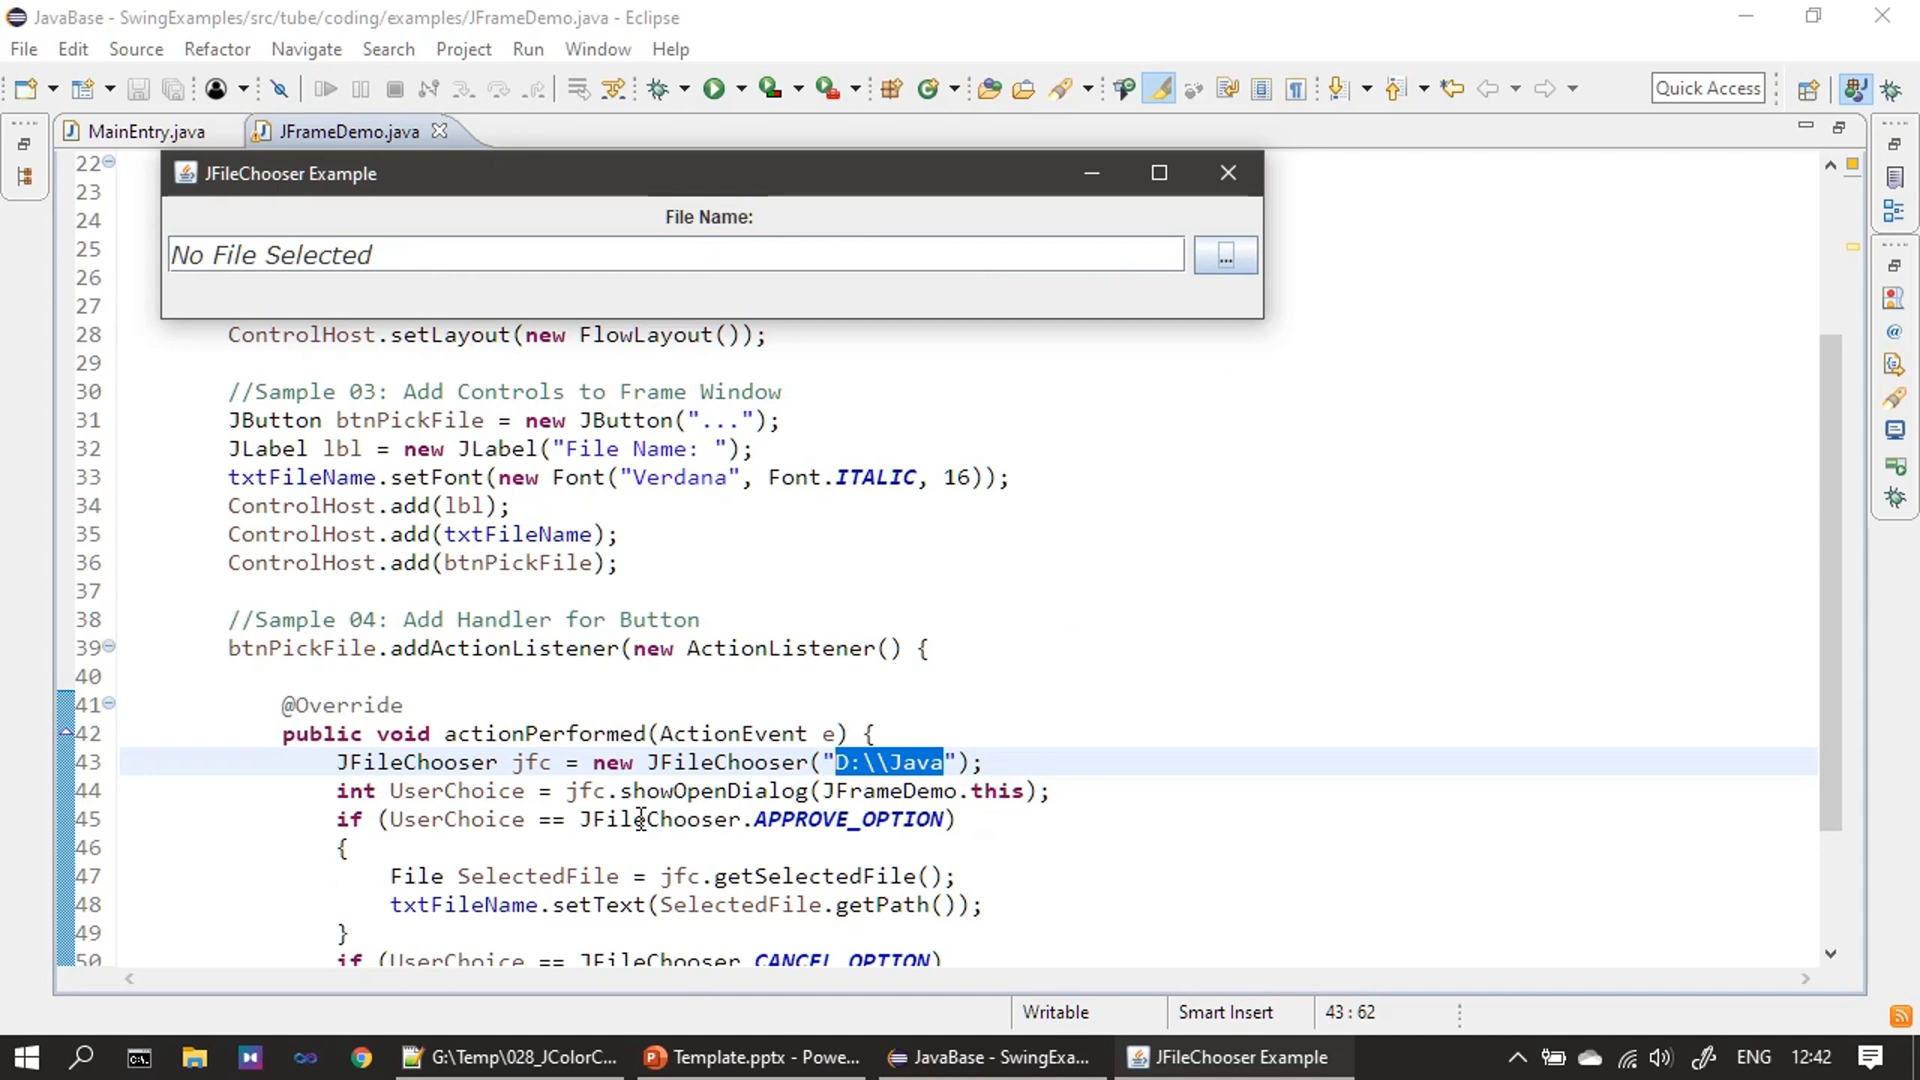 JavaBase - SwingExamples/src/tube/coding/examples/JFrameDemo.java - Eclipse
File Edit Source Refactor Navigate Search Project Run Window Help
Quick Access
MainEntry.java JFrameDemo.java
JFileChooser Example
File Name:
No File Selected
...
22
23
24
25
26
27
28 ControlHost.setLayout(new FlowLayout());
29
30 //Sample 03: Add Controls to Frame Window
31 JButton btnPickFile = new JButton("...");
32 JLabel lbl = new JLabel("File Name: ");
33 txtFileName.setFont(new Font("Verdana", Font.ITALIC, 16));
34 ControlHost.add(lbl);
35 ControlHost.add(txtFileName);
36 ControlHost.add(btnPickFile);
37
38 //Sample 04: Add Handler for Button
39 btnPickFile.addActionListener(new ActionListener() {
40
41 @Override
42 public void actionPerformed(ActionEvent e) {
43 JFileChooser jfc = new JFileChooser("D:\\Java");
44 int UserChoice = jfc.showOpenDialog(JFrameDemo.this);
45 if (UserChoice == JFileChooser.APPROVE_OPTION)
46 {
47 File SelectedFile = jfc.getSelectedFile();
48 txtFileName.setText(SelectedFile.getPath());
49 }
50 if (UserChoice == JFileChooser.CANCEL_OPTION)
Writable Smart Insert 43 : 62
G:\Temp\028_JColorC... Template.pptx - Powe... JavaBase - SwingExa... JFileChooser Example ENG 12:42